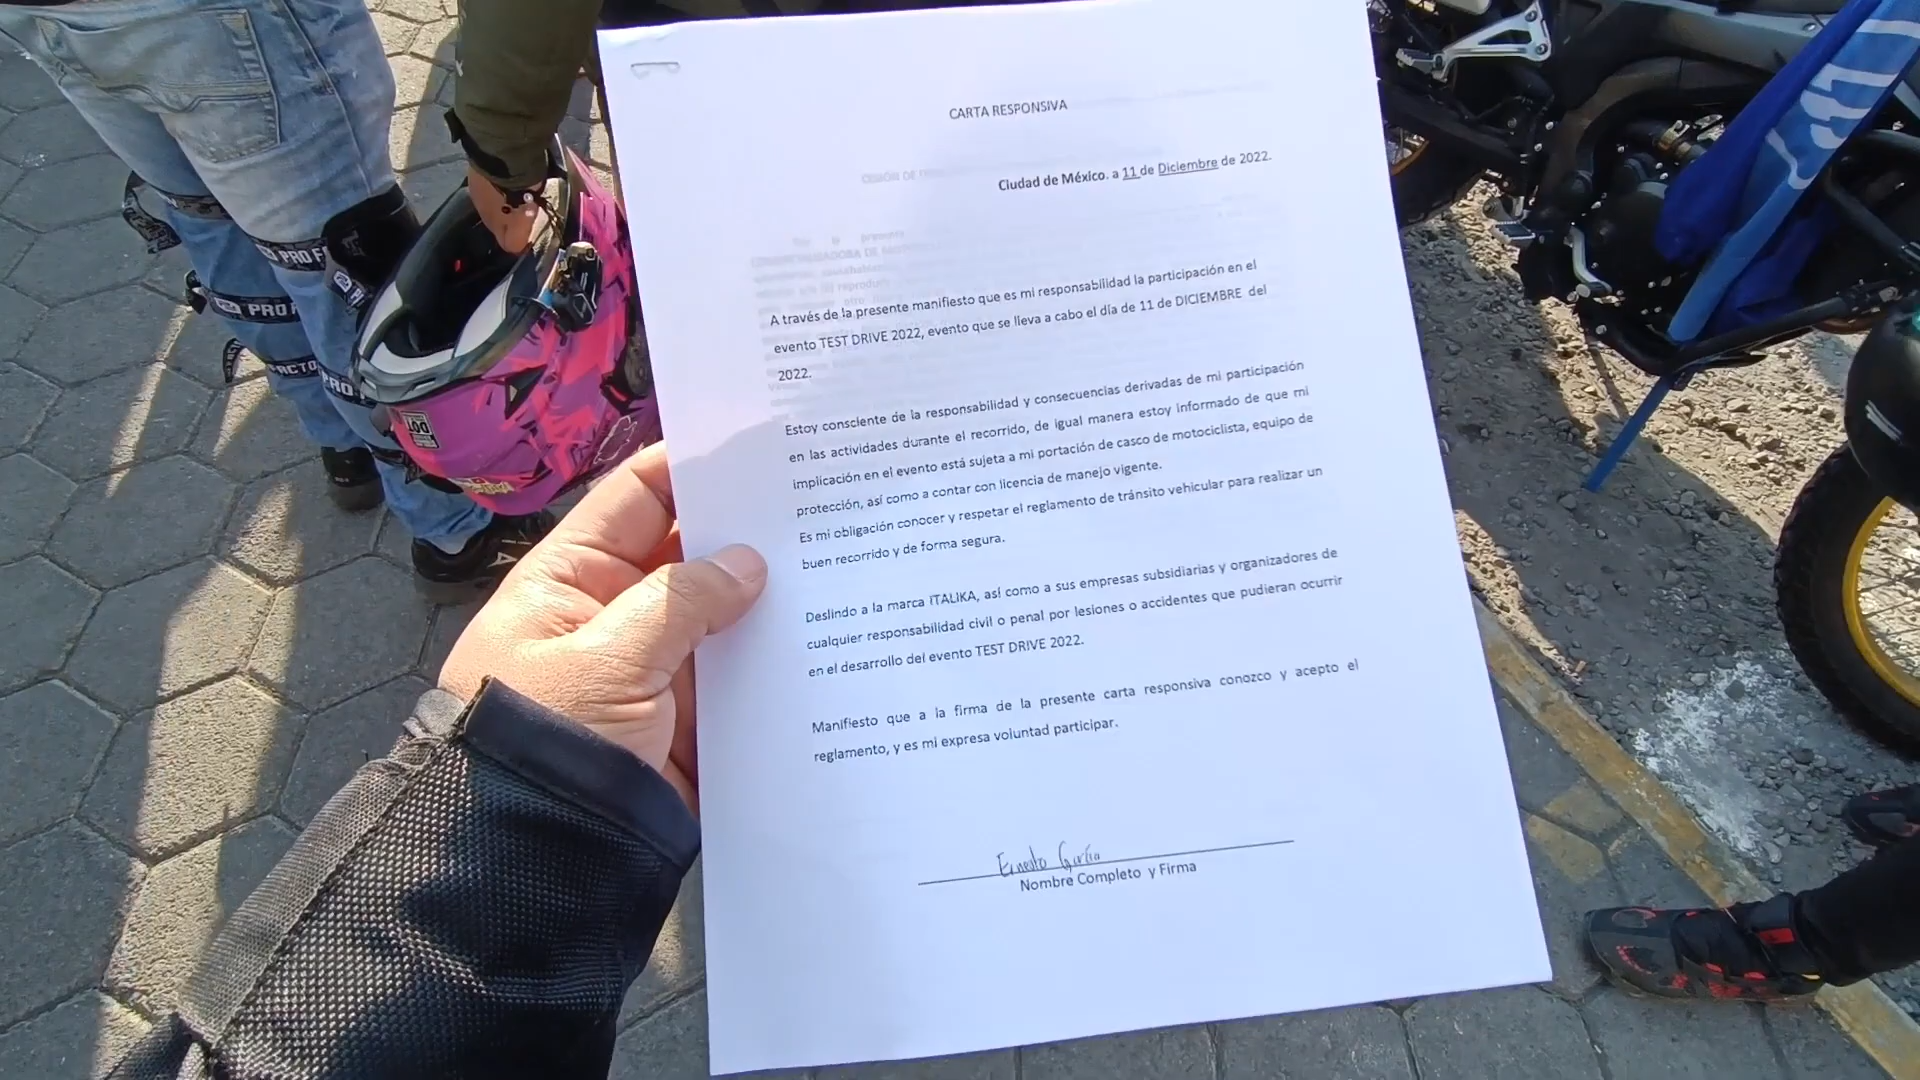 CARTA RESPONSIVA
Ciudad de México. a 11 de Diciembre de 2022.
A través de la presente manifiesto que es mi responsabilidad la participación en el
evento TEST DRIVE 2022, evento que se lleva a cabo el día de 11 de DICIEMBRE del
2022.
Estoy consciente de la responsabilidad y consecuencias derivadas de mi participación
en las actividades durante el recorrido, de igual manera estoy informado de que mi
implicación en el evento está sujeta a mi portación de casco de motociclista, equipo de
protección, así como a contar con licencia de manejo vigente.
Es mi obligación conocer y respetar el reglamento de tránsito vehicular para realizar un
buen recorrido y de forma segura.
Deslindo a la marca ITALIKA, así como a sus empresas subsidiarias y organizadores de
cualquier responsabilidad civil o penal por lesiones o accidentes que pudieran ocurrir
en el desarrollo del evento TEST DRIVE 2022.
Manifiesto que a la firma de la presente carta responsiva conozco y acepto el
reglamento, y es mi expresa voluntad participar.
Ernesto García
Nombre Completo y Firma
PRO F
PRO
FACTO
PRO
DOT